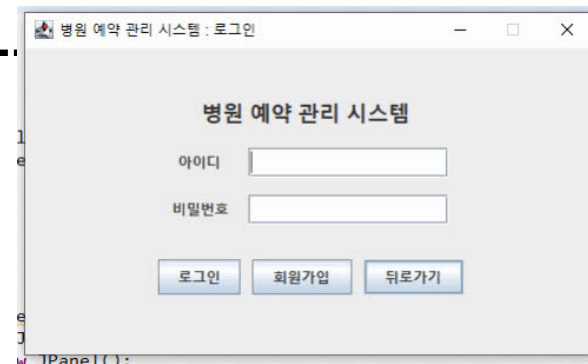 병원 예약 관리 시스템 : 로그인
병원 예약 관리 시스템
아이디
비밀번호
로그인 회원가입 뒤로가기
JPanel();